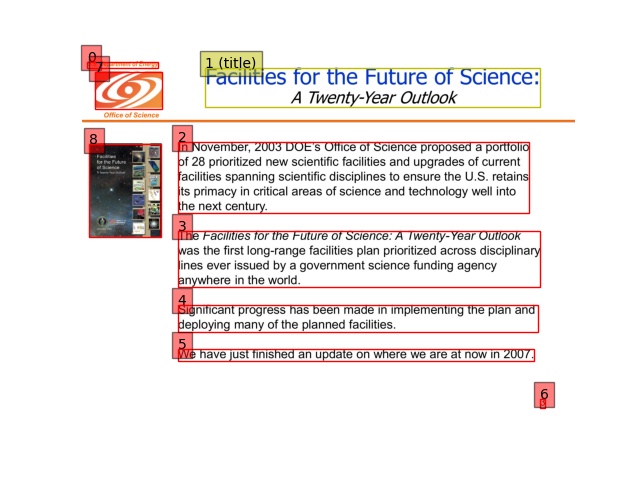 0
Department of Energy
7
Office of Science
1 (title)
Facilities for the Future of Science:
A Twenty-Year Outlook
8
Facilities
for the Future
of Science
2
In November, 2003 DOE's Office of Science proposed a portfolio
of 28 prioritized new scientific facilities and upgrades of current
facilities spanning scientific disciplines to ensure the U.S. retains
its primacy in critical areas of science and technology well into
the next century.
3
The Facilities for the Future of Science: A Twenty-Year Outlook
was the first long-range facilities plan prioritized across disciplinary
lines ever issued by a government science funding agency
anywhere in the world.
4
Significant progress has been made in implementing the plan and
deploying many of the planned facilities.
5
We have just finished an update on where we are at now in 2007.
6